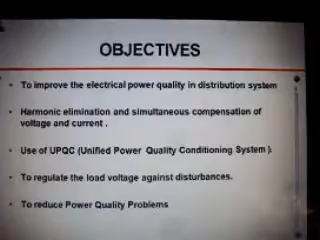 OBJECTIVES
• To improve the electrical power quality in distribution system
• Harmonic elimination and simultaneous compensation of
voltage and current .
• Use of UPQC (Unified Power Quality Conditioning System ).
• To regulate the load voltage against disturbances.
• To reduce Power Quality Problems